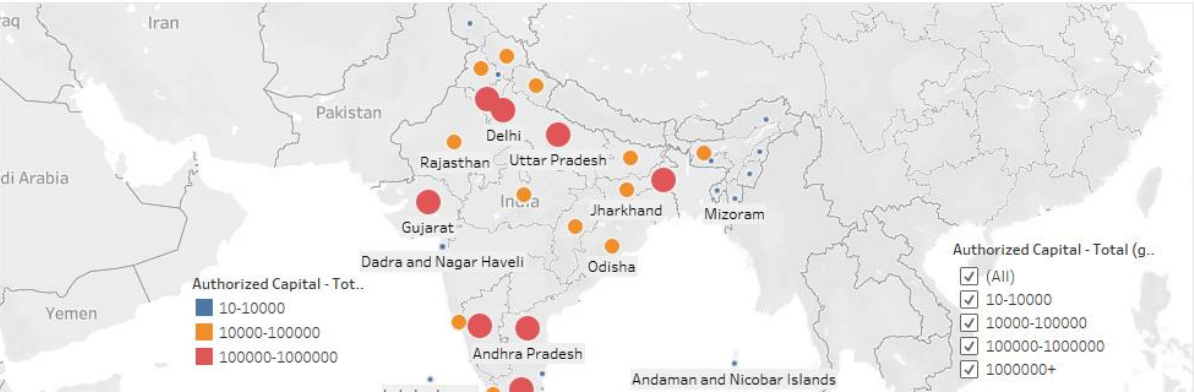 Iran
Pakistan
Delhi
Rajasthan
Uttar Pradesh
di Arabia
India
Jharkhand
Mizoram
Gujarat
Dadra and Nagar Haveli
Odisha
Authorized Capital - Total (g..
(All)
10-10000
10000-100000
100000-1000000
1000000+
Authorized Capital - Tot..
10-10000
10000-100000
100000-1000000
Yemen
Andhra Pradesh
Andaman and Nicobar Islands